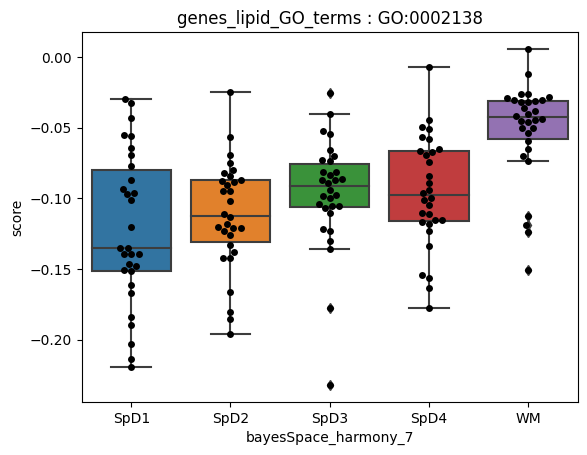 genes_lipid_GO_terms : GO:0002138
0.00
−0.05
−0.10
−0.15
−0.20
score
SpD1 SpD2 SpD3 SpD4 WM
bayesSpace_harmony_7